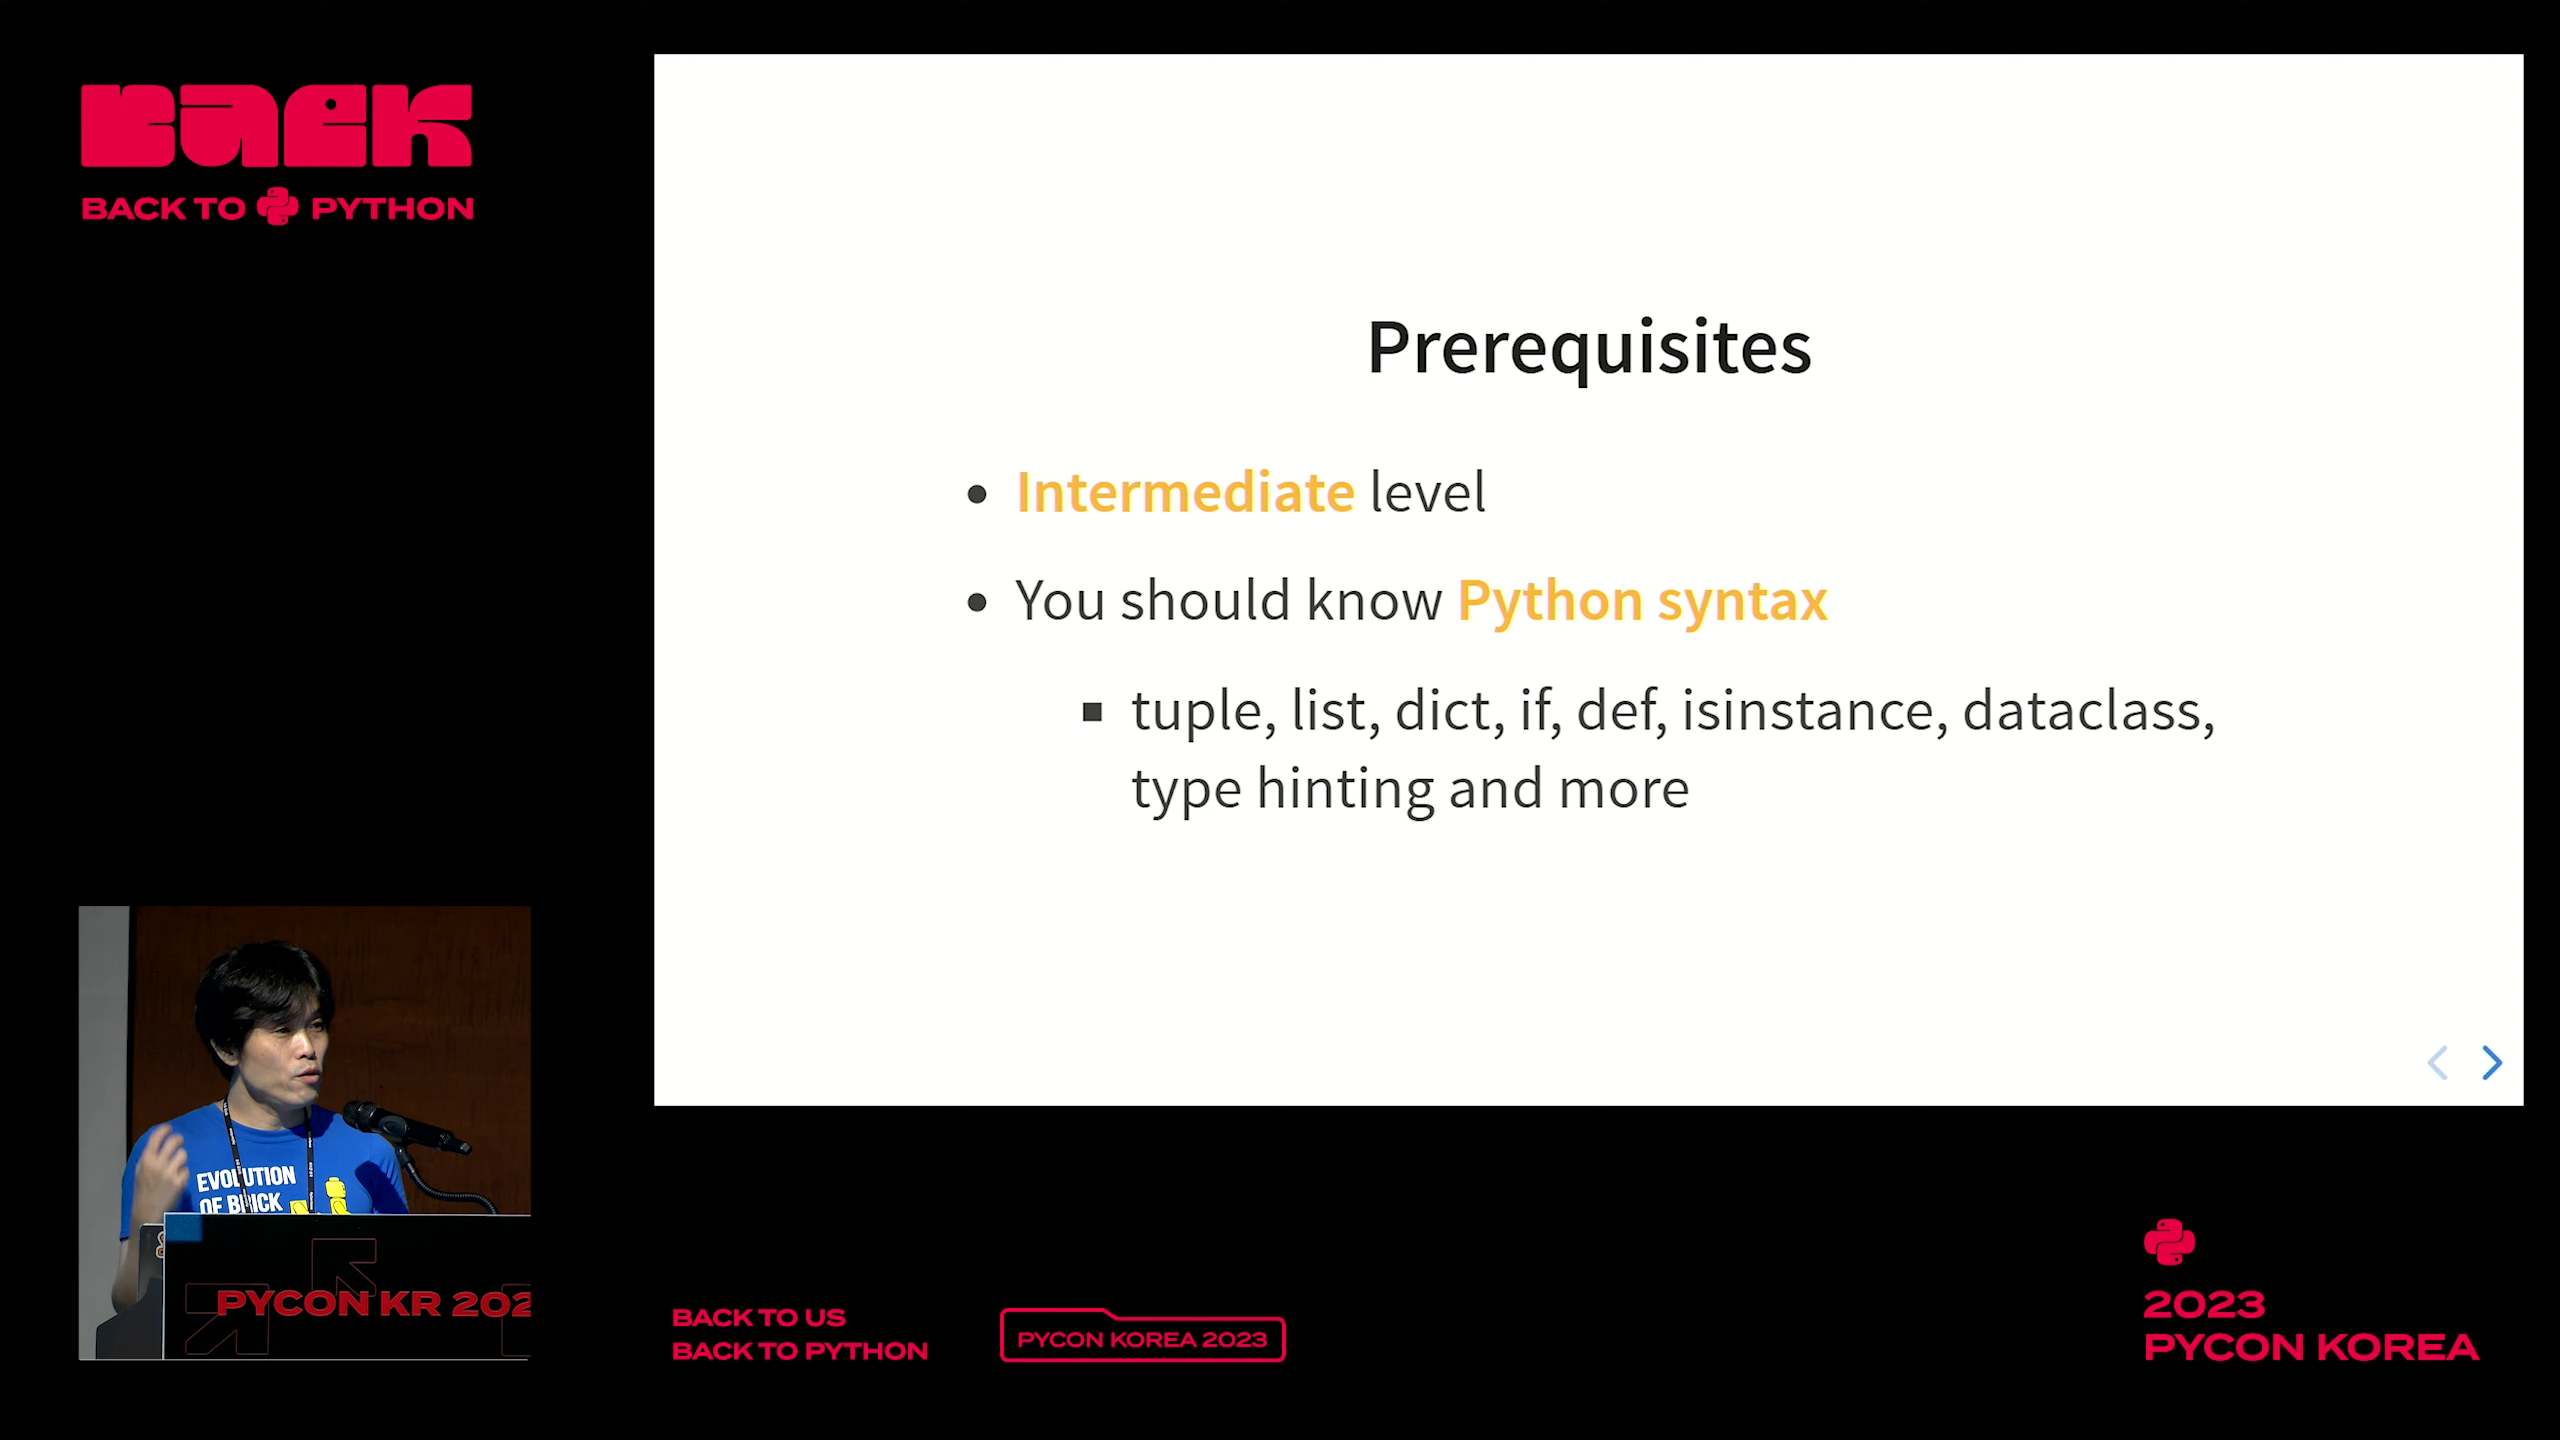 BACK
BACK TO PYTHON
Prerequisites
Intermediate level
You should know Python syntax
tuple, list, dict, if, def, isinstance, dataclass,
type hinting and more
EVOLUTION
OF BRICK
PYCON KR 202
BACK TO US
BACK TO PYTHON
PYCON KOREA 2023
2023
PYCON KOREA